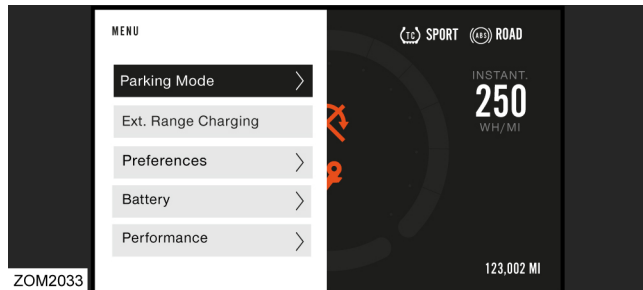 MENU
Parking Mode
Ext. Range Charging
Preferences
Battery
Performance
TC SPORT ABS ROAD
INSTANT.
250
WH/MI
123,002 MI
ZOM2033